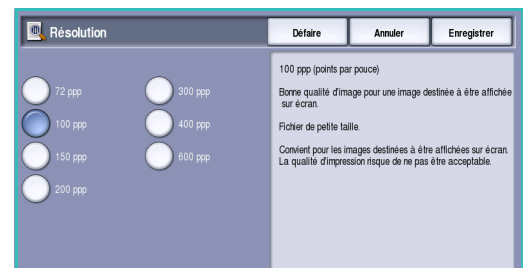 Résolution
Défaire
Annuler
Enregistrer
72 ppp
100 ppp
150 ppp
200 ppp
300 ppp
400 ppp
600 ppp
100 ppp (points par pouce)
Bonne qualité d'image pour une image destinée à être affichée
sur écran.
Fichier de petite taille.
Convient pour les images destinées à être affichées sur écran.
La qualité d'impression risque de ne pas être acceptable.